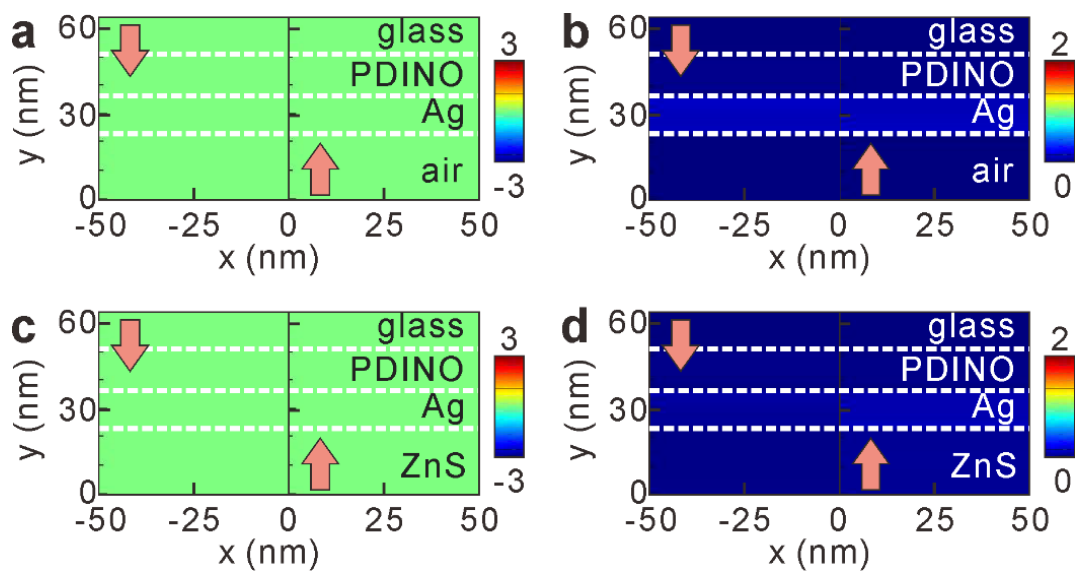 a
60
30
0
y (nm)
glass
PDINO
Ag
air
3
-3
-50 -25 0 25 50
x (nm)
b
60
30
0
y (nm)
glass
PDINO
Ag
air
2
0
-50 -25 0 25 50
x (nm)
c
60
30
0
y (nm)
glass
PDINO
Ag
ZnS
3
-3
-50 -25 0 25 50
x (nm)
d
60
30
0
y (nm)
glass
PDINO
Ag
ZnS
2
0
-50 -25 0 25 50
x (nm)